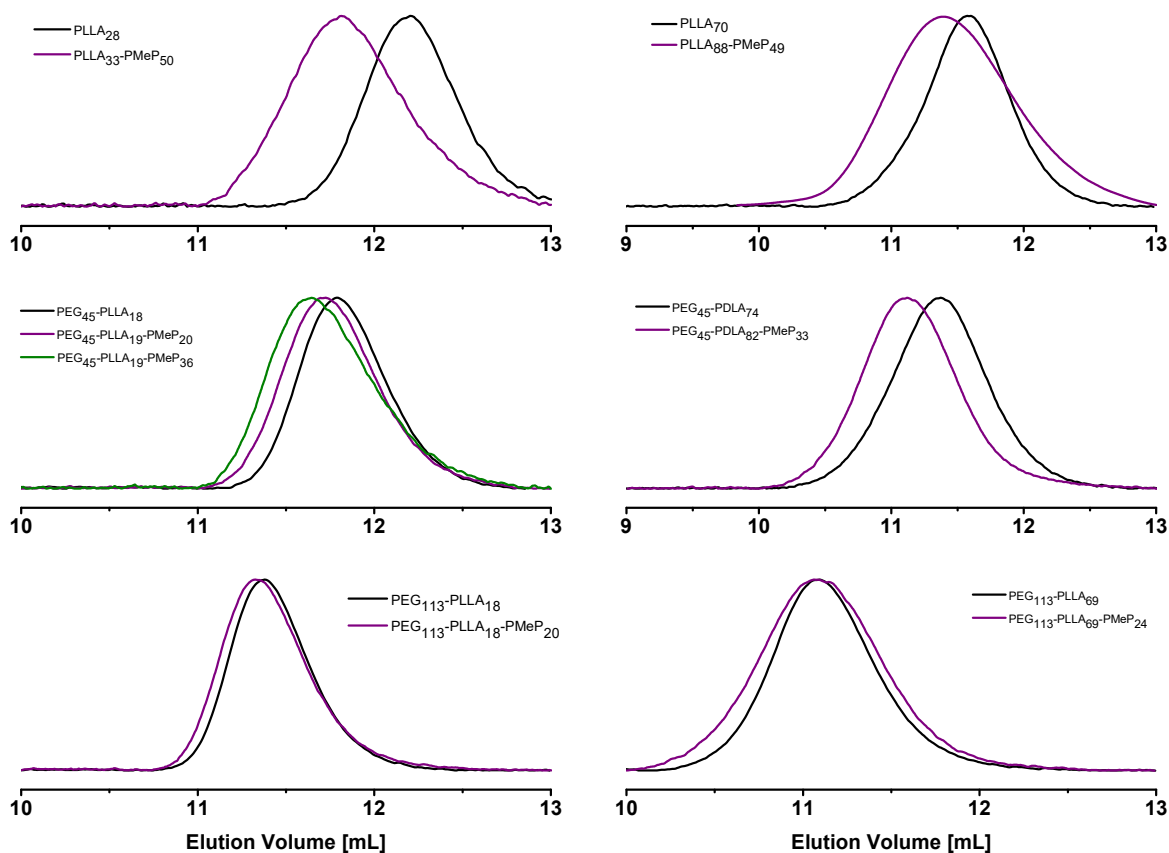 PLLA28
PLLA33-PMeP50
10 11 12 13
PLLA70
PLLA88-PMeP49
9 10 11 12 13
PEG45-PLLA18
PEG45-PLLA19-PMeP20
PEG45-PLLA19-PMeP36
10 11 12 13
PEG45-PDLA74
PEG45-PDLA82-PMeP33
9 10 11 12 13
PEG113-PLLA18
PEG113-PLLA18-PMeP20
10 11 12 13
Elution Volume [mL]
PEG113-PLLA69
PEG113-PLLA69-PMeP24
10 11 12 13
Elution Volume [mL]